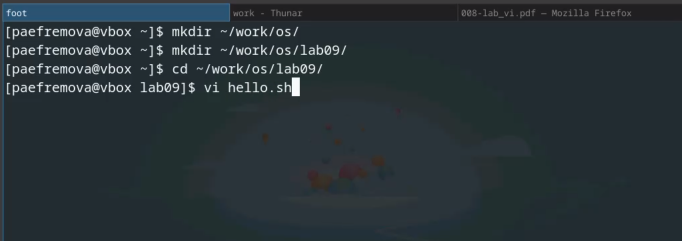 foot work - Thunar 008-lab_vi.pdf — Mozilla Firefox
[paefremova@vbox ~]$ mkdir ~/work/os/
[paefremova@vbox ~]$ mkdir ~/work/os/lab09/
[paefremova@vbox ~]$ cd ~/work/os/lab09/
[paefremova@vbox lab09]$ vi hello.sh